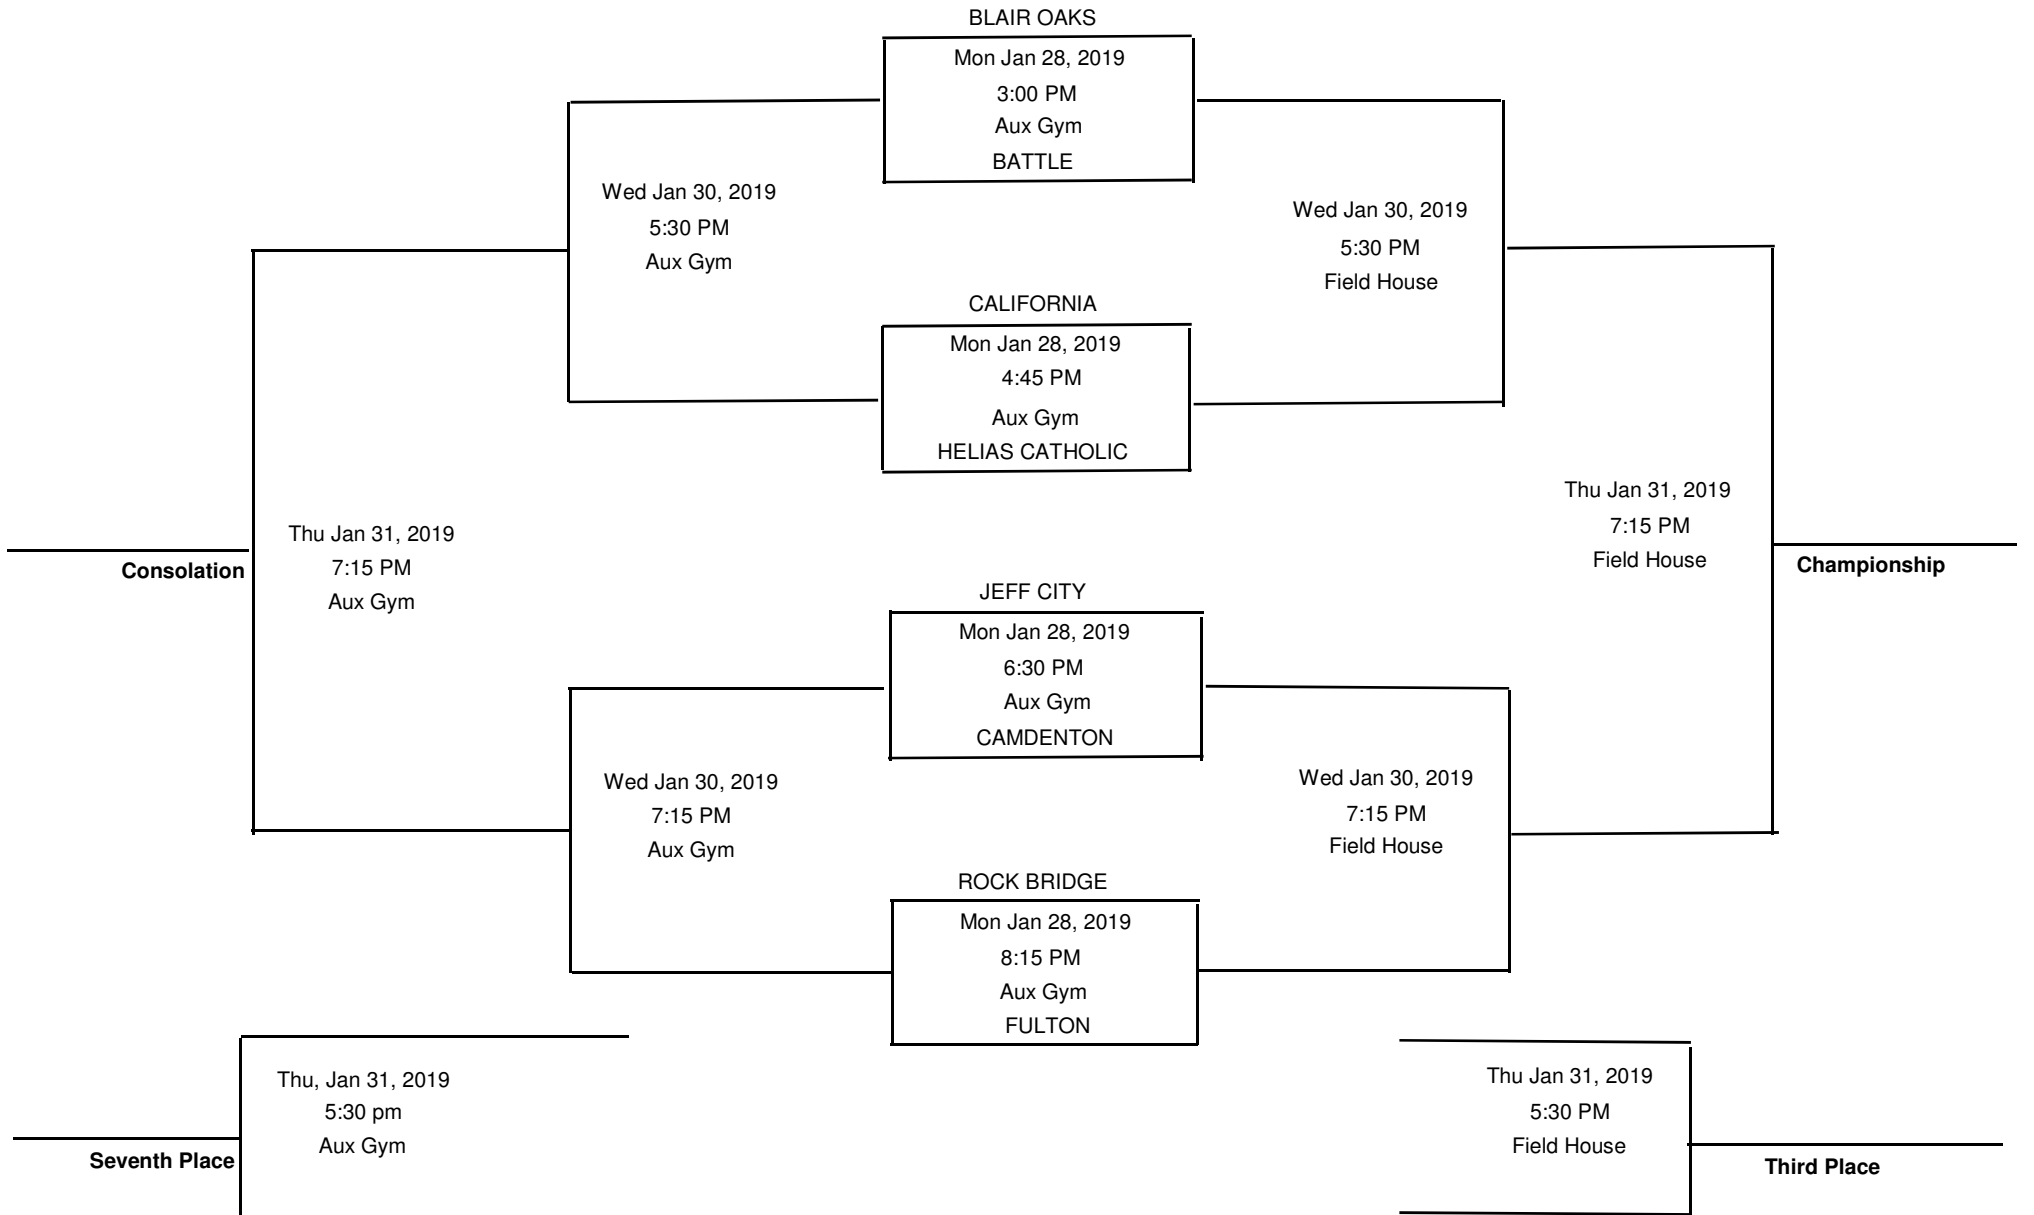 BLAIR OAKS
Mon Jan 28, 2019
3:00 PM
Aux Gym
BATTLE
Wed Jan 30, 2019
5:30 PM
Aux Gym
Wed Jan 30, 2019
5:30 PM
Field House
CALIFORNIA
Mon Jan 28, 2019
4:45 PM
Aux Gym
HELIAS CATHOLIC
Thu Jan 31, 2019
7:15 PM
Aux Gym
Consolation
Thu Jan 31, 2019
7:15 PM
Field House
Championship
JEFF CITY
Mon Jan 28, 2019
6:30 PM
Aux Gym
CAMDENTON
Wed Jan 30, 2019
7:15 PM
Aux Gym
Wed Jan 30, 2019
7:15 PM
Field House
ROCK BRIDGE
Mon Jan 28, 2019
8:15 PM
Aux Gym
FULTON
Thu, Jan 31, 2019
5:30 pm
Aux Gym
Seventh Place
Thu Jan 31, 2019
5:30 PM
Field House
Third Place